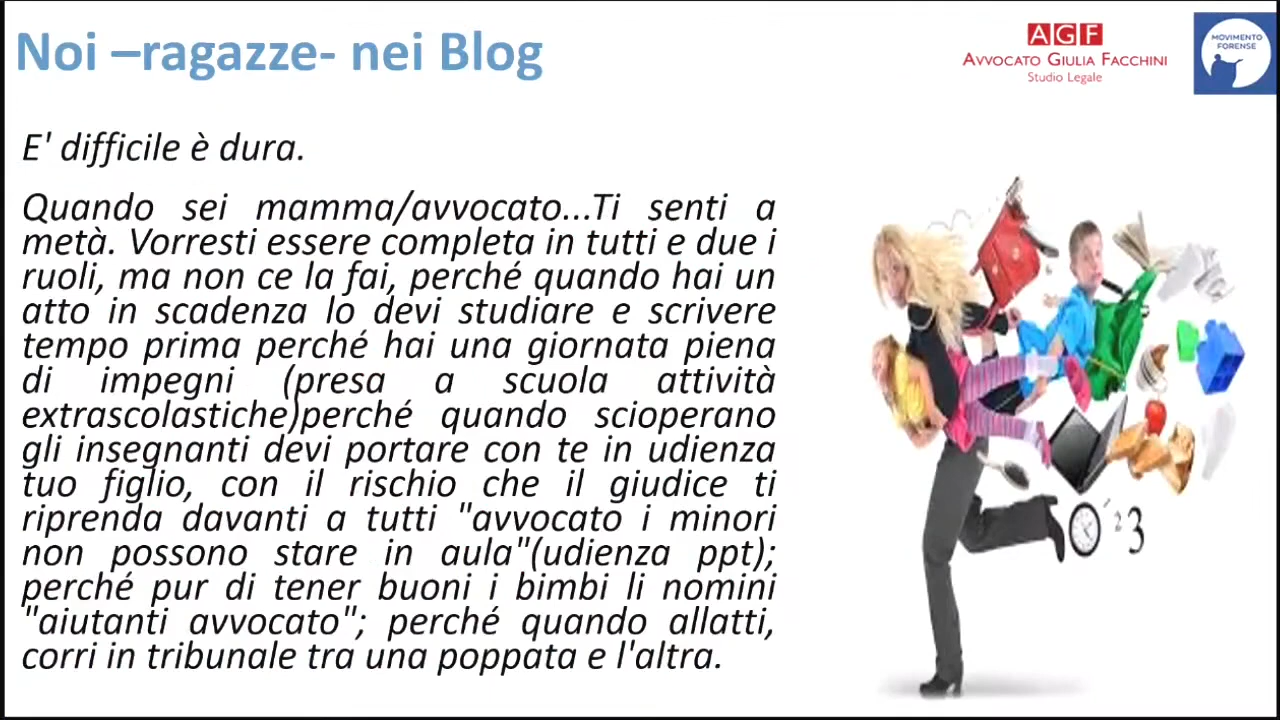 Noi –ragazze- nei Blog
AGF
AVVOCATO GIULIA FACCHINI
Studio Legale
MOVIMENTO
FORENSE
E' difficile è dura.
Quando sei mamma/avvocato...Ti senti a
metà. Vorresti essere completa in tutti e due i
ruoli, ma non ce la fai, perché quando hai un
atto in scadenza lo devi studiare e scrivere
tempo prima perché hai una giornata piena
di impegni (presa a scuola attività
extrascolastiche)perché quando scioperano
gli insegnanti devi portare con te in udienza
tuo figlio, con il rischio che il giudice ti
riprenda davanti a tutti "avvocato i minori
non possono stare in aula"(udienza ppt);
perché pur di tener buoni i bimbi li nomini
"aiutanti avvocato"; perché quando allatti,
corri in tribunale tra una poppata e l'altra.
2 3